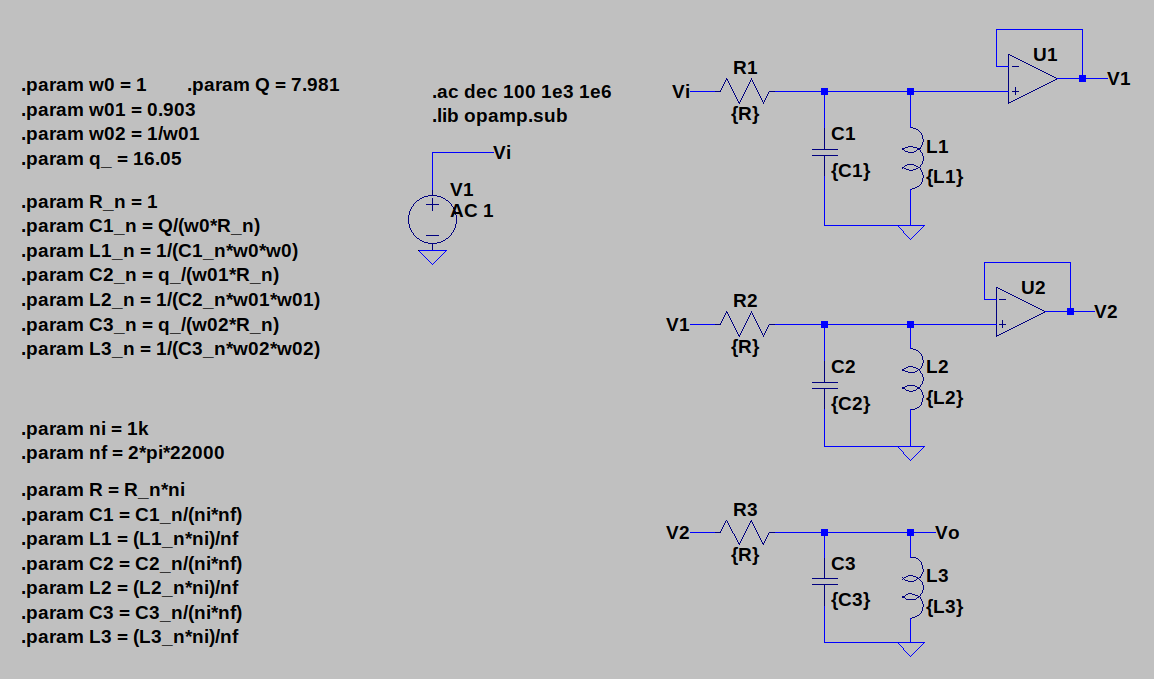 .param w0 = 1 .param Q = 7.981
.param w01 = 0.903
.param w02 = 1/w01
.param q_ = 16.05
.param R_n = 1
.param C1_n = Q/(w0*R_n)
.param L1_n = 1/(C1_n*w0*w0)
.param C2_n = q_/(w01*R_n)
.param L2_n = 1/(C2_n*w01*w01)
.param C3_n = q_/(w02*R_n)
.param L3_n = 1/(C3_n*w02*w02)
.param ni = 1k
.param nf = 2*pi*22000
.param R = R_n*ni
.param C1 = C1_n/(ni*nf)
.param L1 = (L1_n*ni)/nf
.param C2 = C2_n/(ni*nf)
.param L2 = (L2_n*ni)/nf
.param C3 = C3_n/(ni*nf)
.param L3 = (L3_n*ni)/nf
.ac dec 100 1e3 1e6
.lib opamp.sub
Vi
V1
AC 1
U1
R1
Vi
V1
{R}
C1
{C1}
L1
{L1}
U2
R2
V1
V2
{R}
C2
{C2}
L2
{L2}
R3
V2
Vo
{R}
C3
{C3}
L3
{L3}